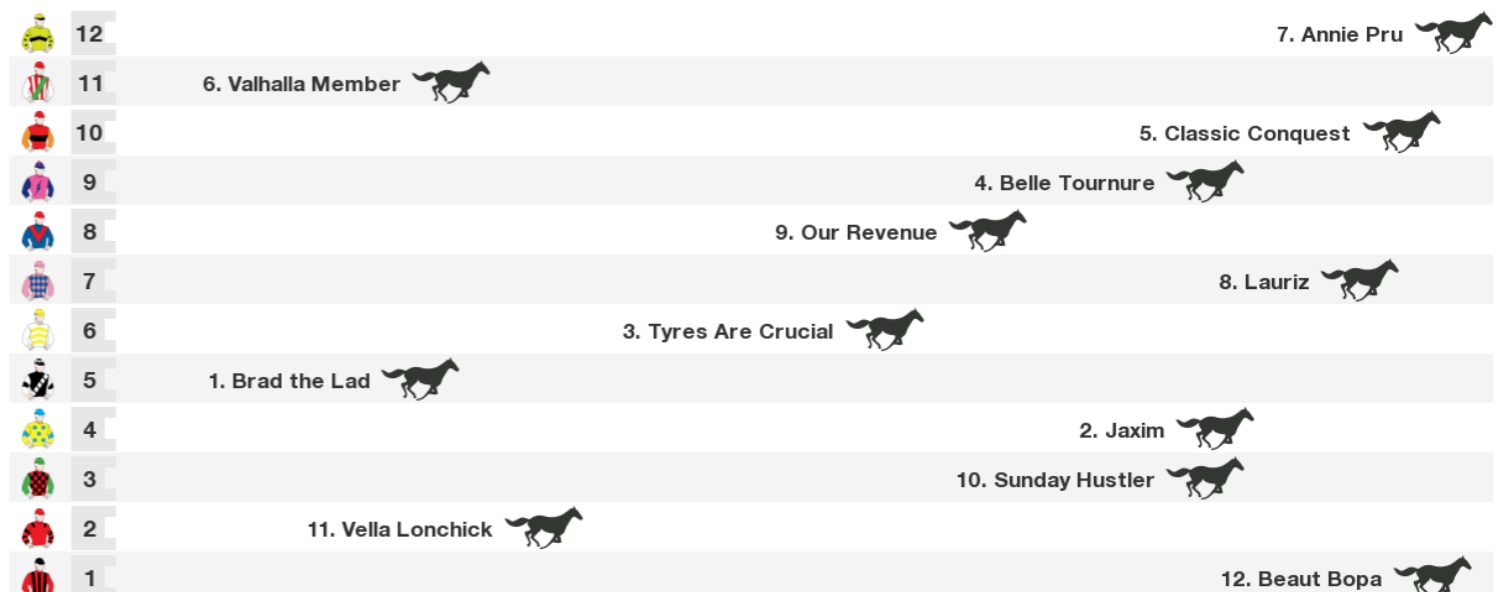 12 7. Annie Pru
11 6. Valhalla Member
10 5. Classic Conquest
9 4. Belle Tournure
8 9. Our Revenue
7 8. Lauriz
6 3. Tyres Are Crucial
5 1. Brad the Lad
4 2. Jaxim
3 10. Sunday Hustler
2 11. Vella Lonchick
1 12. Beaut Bopa